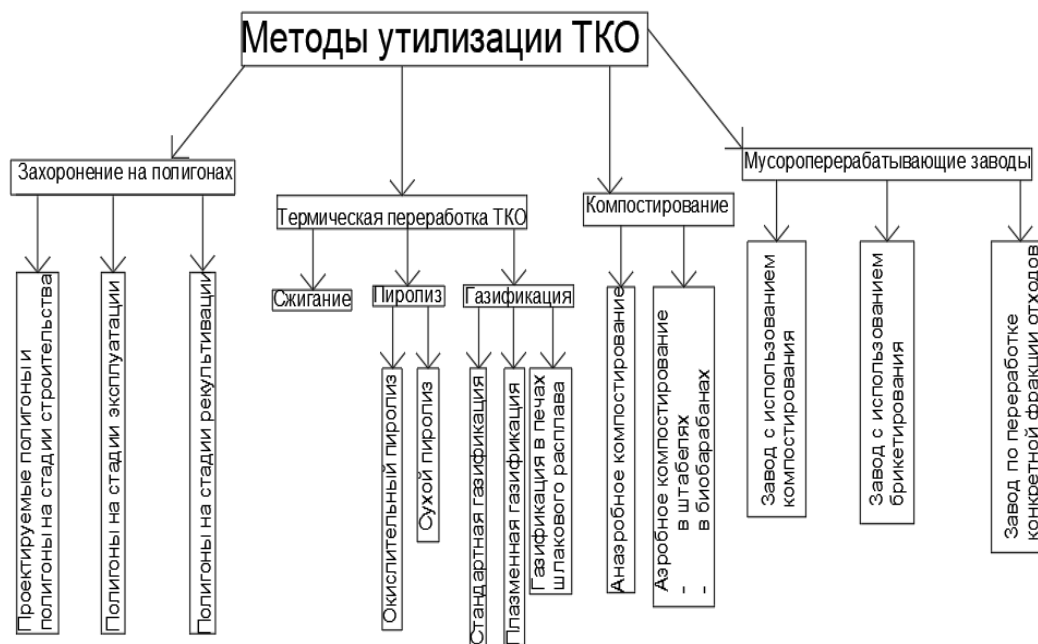 Методы утилизации ТКО
Захоронение на полигонах
Проектируемые полигоны и
полигоны на стадии строительства
Полигоны на стадии эксплуатации
Полигоны на стадии рекультивации
Термическая переработка ТКО
Сжигание
Пиролиз
Окислительный пиролиз
Сухой пиролиз
Газификация
Стандартная газификация
Плазменная газификация
Газификация в печах
шлакового расплава
Компостирование
Анаэробное компостирование
Аэробное компостирование
- в штабелях
- в биобарабанах
Мусороперерабатывающие заводы
Завод с использованием
компостирования
Завод с использованием
брикетирования
Завод по переработке
конкретной фракции отходов